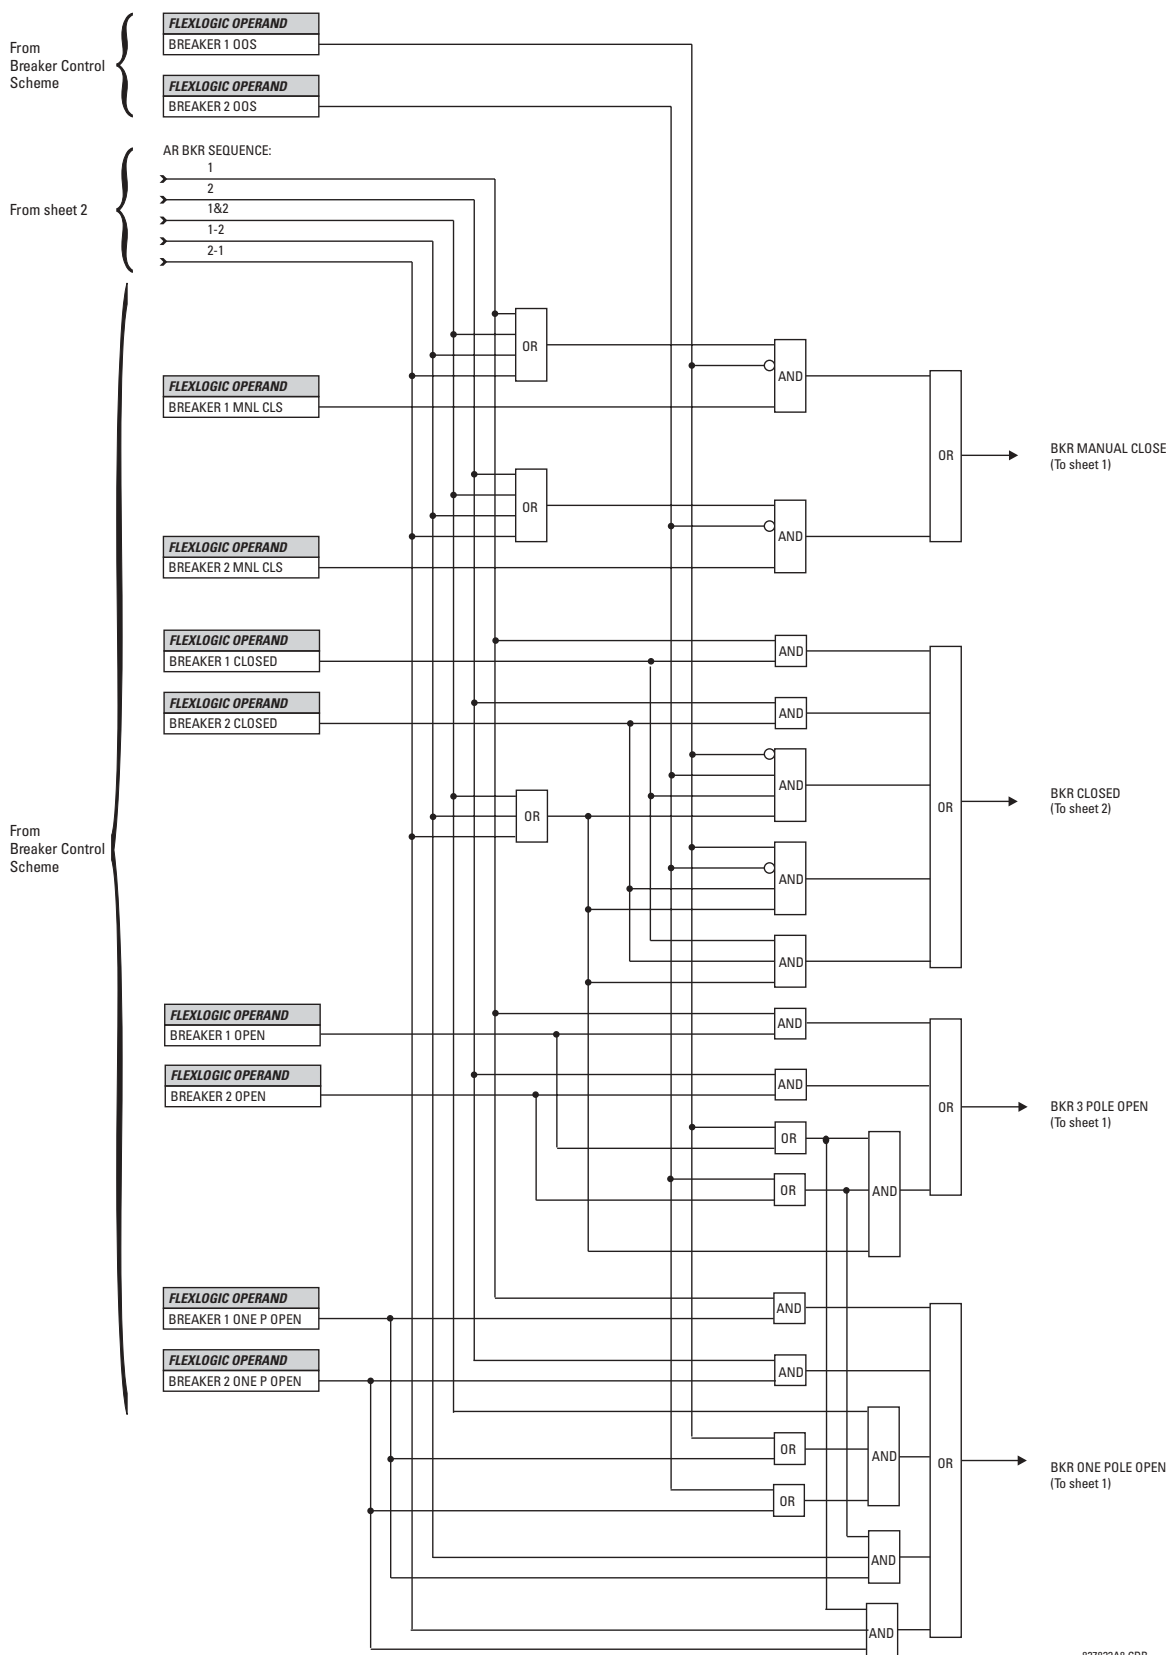 FLEXLOGIC OPERAND
BREAKER 1 OOS
From
Breaker Control
Scheme
FLEXLOGIC OPERAND
BREAKER 2 OOS
AR BKR SEQUENCE:
1
2
From sheet 2
1&2
1-2
2-1
OR
AND
FLEXLOGIC OPERAND
BREAKER 1 MNL CLS
OR
BKR MANUAL CLOSE
(To sheet 1)
OR
AND
FLEXLOGIC OPERAND
BREAKER 2 MNL CLS
FLEXLOGIC OPERAND
BREAKER 1 CLOSED
AND
FLEXLOGIC OPERAND
BREAKER 2 CLOSED
AND
AND
OR
BKR CLOSED
(To sheet 2)
OR
From
Breaker Control
Scheme
AND
AND
FLEXLOGIC OPERAND
BREAKER 1 OPEN
AND
FLEXLOGIC OPERAND
BREAKER 2 OPEN
AND
OR
BKR 3 POLE OPEN
(To sheet 1)
OR
OR
AND
FLEXLOGIC OPERAND
BREAKER 1 ONE P OPEN
AND
FLEXLOGIC OPERAND
BREAKER 2 ONE P OPEN
AND
OR
AND
OR
BKR ONE POLE OPEN
(To sheet 1)
OR
AND
AND